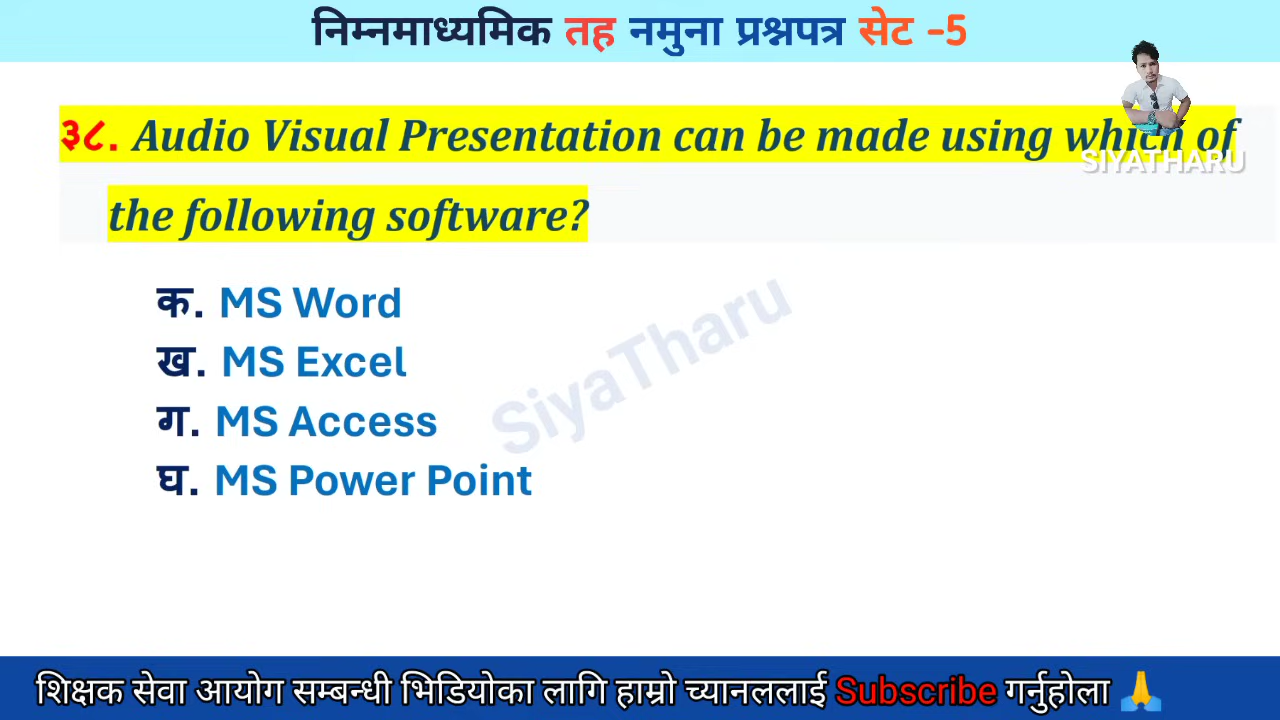 निम्नमाध्यमिक तह नमुना प्रश्नपत्र सेट -5
३८. Audio Visual Presentation can be made using which of
SIYATHARU
the following software?
क. MS Word
ख. MS Excel
ग. MS Access
घ. MS Power Point
SiyaTharu
शिक्षक सेवा आयोग सम्बन्धी भिडियोका लागि हाम्रो च्यानललाई Subscribe गर्नुहोला 🙏